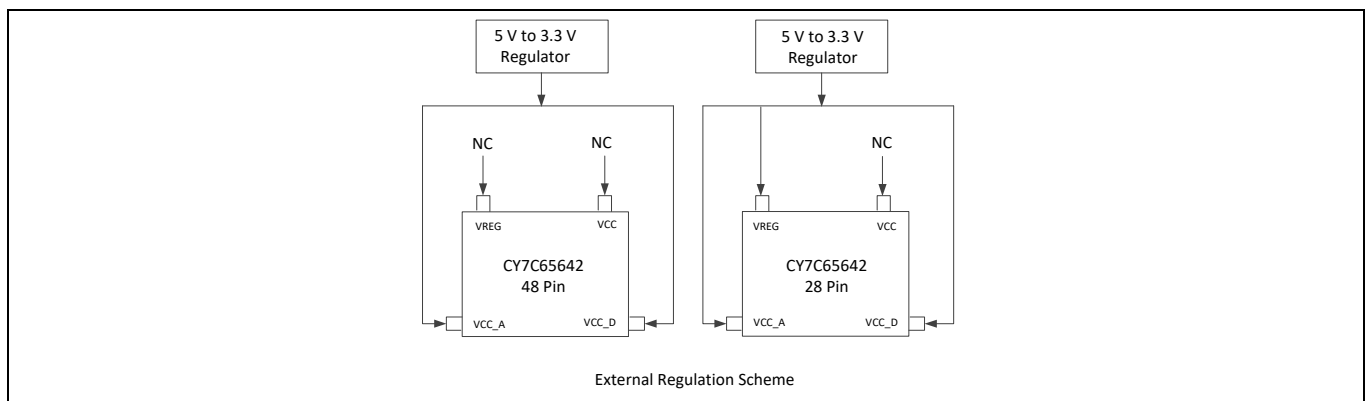 5 V to 3.3 V
Regulator
NC
NC
VREG
VCC
CY7C65642
48 Pin
VCC_A
VCC_D
5 V to 3.3 V
Regulator
NC
VREG
VCC
CY7C65642
28 Pin
VCC_A
VCC_D
External Regulation Scheme